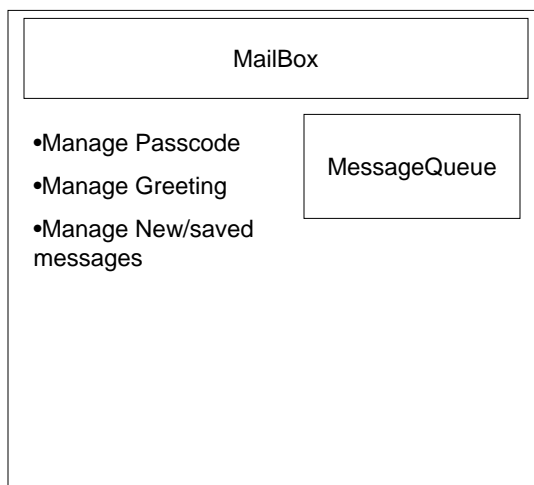 MailBox
•Manage Passcode
•Manage Greeting
•Manage New/saved
messages
MessageQueue